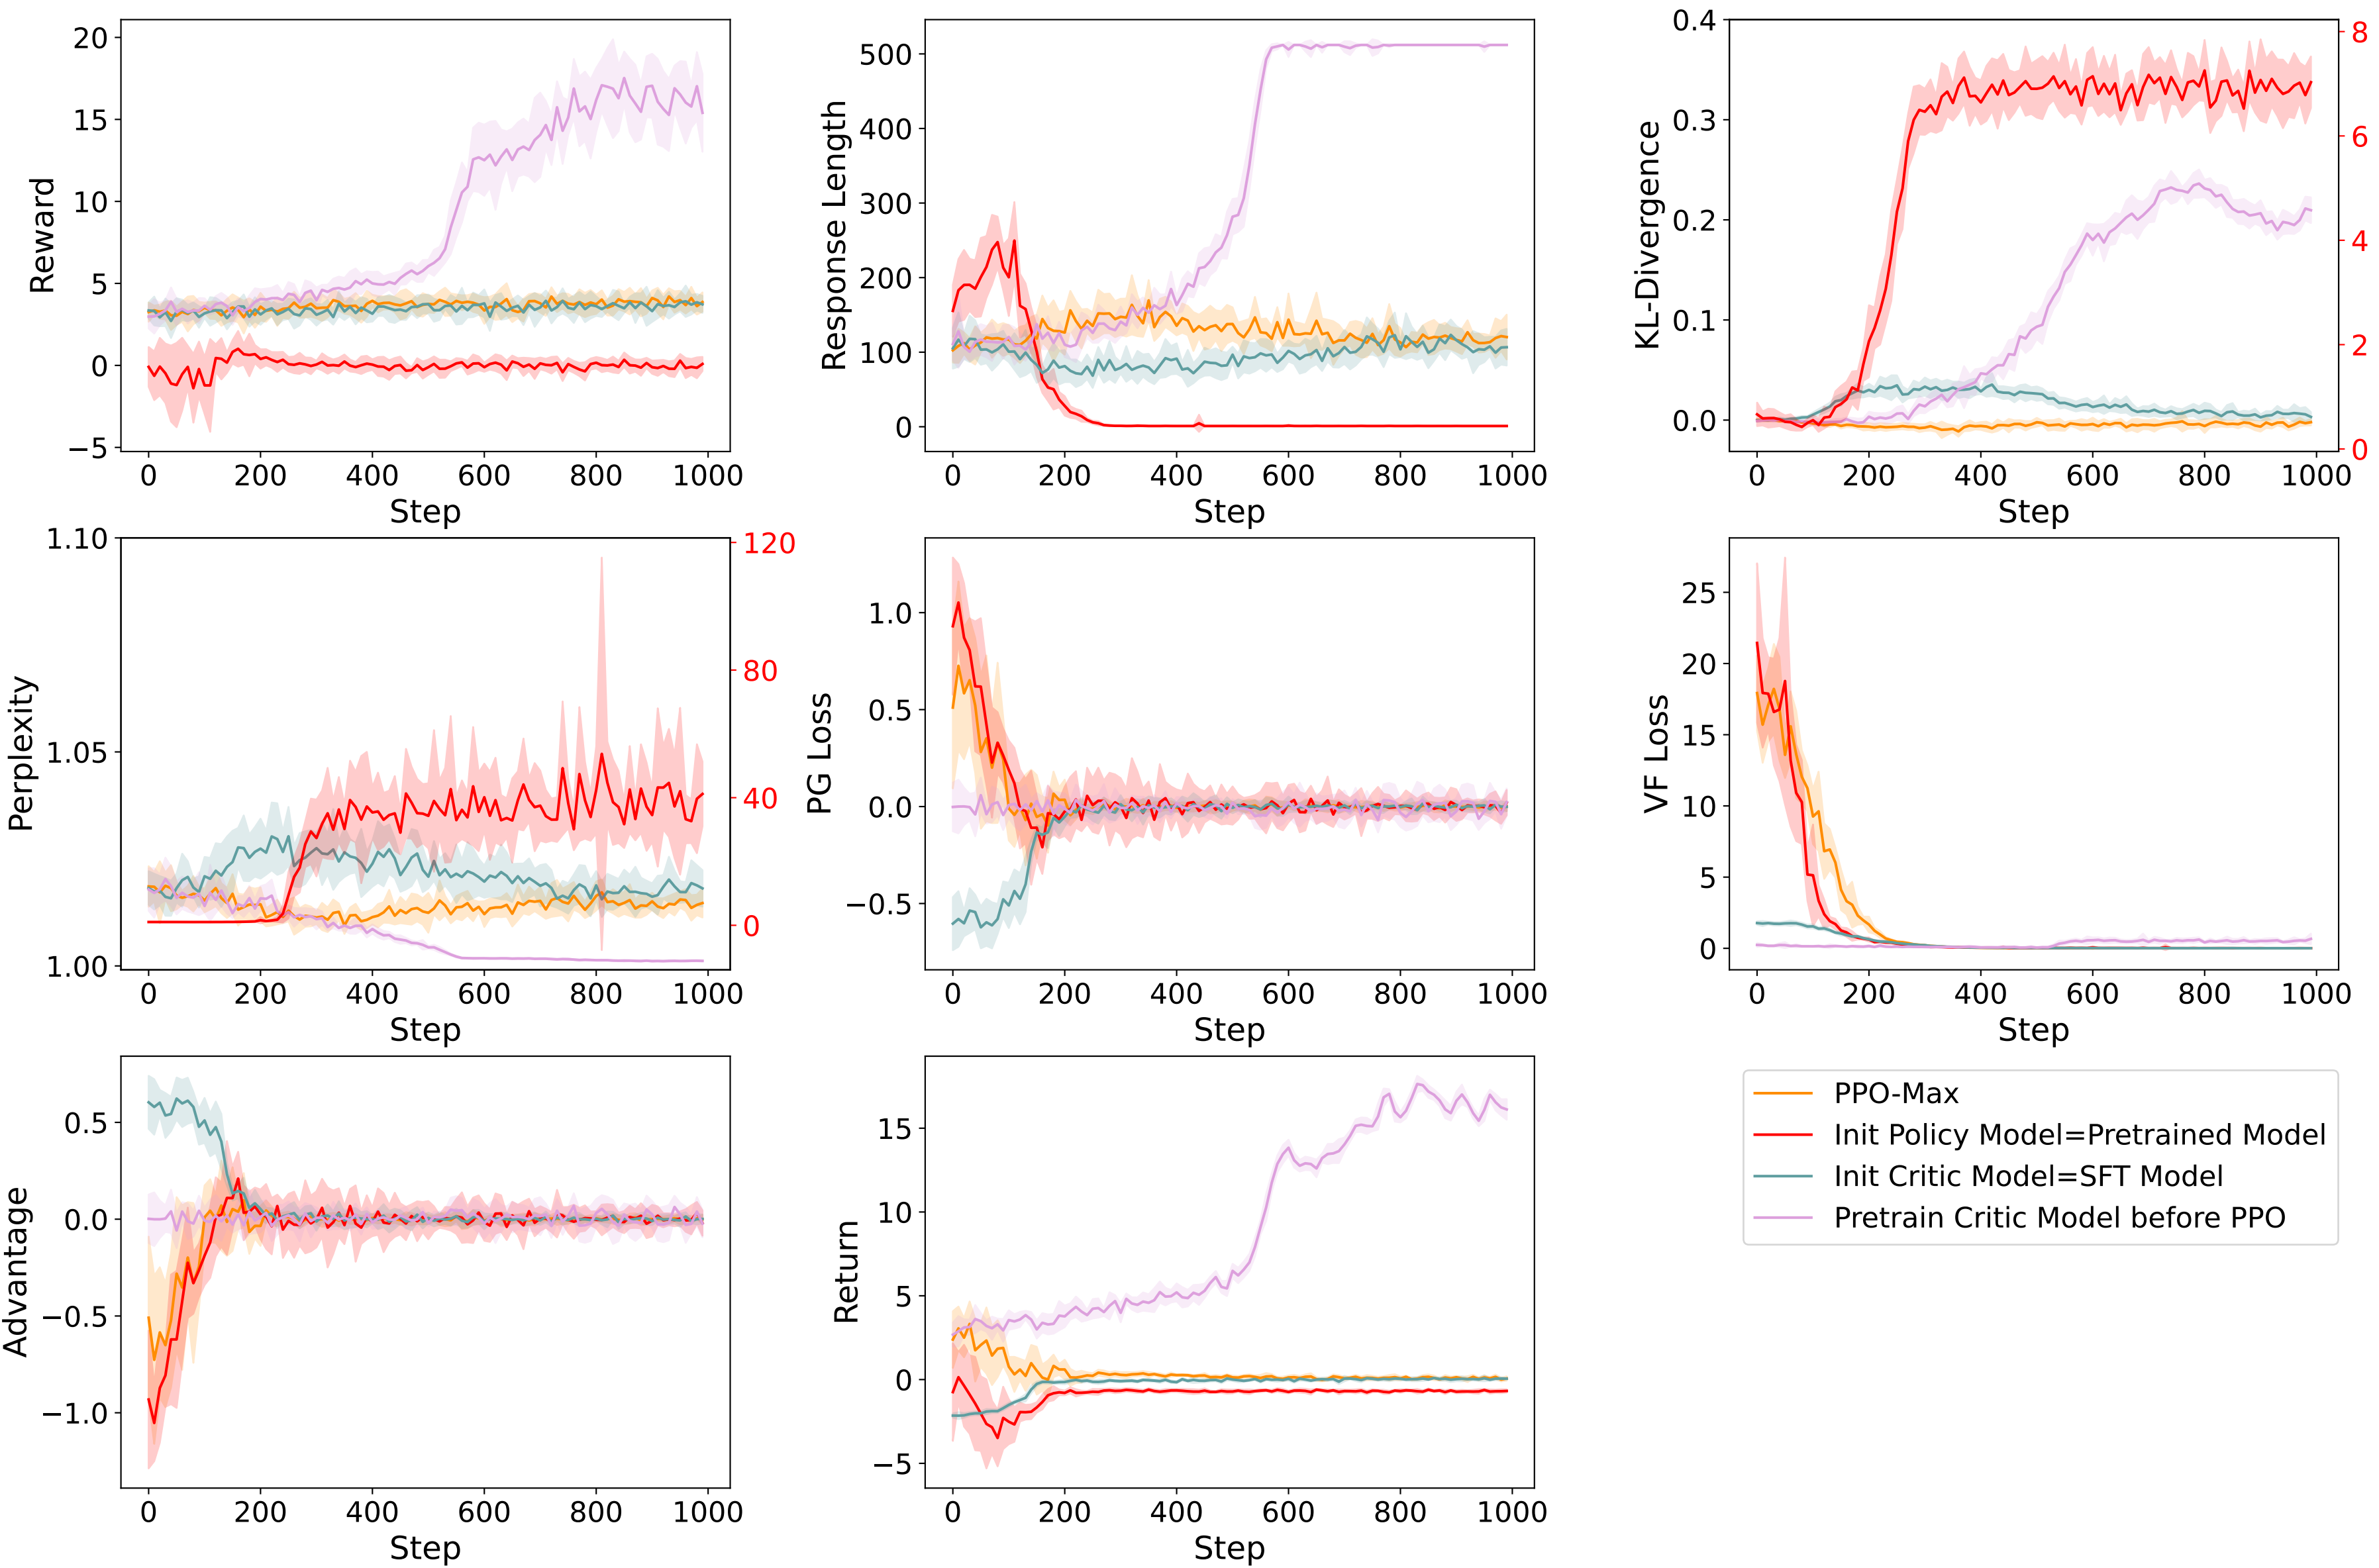 Reward
20
15
10
5
0
−5
0 200 400 600 800 1000
Step
Response Length
500
400
300
200
100
0
0 200 400 600 800 1000
Step
KL-Divergence
0.4
0.3
0.2
0.1
0.0
8
6
4
2
0
0 200 400 600 800 1000
Step
Perplexity
1.10
1.05
1.00
120
80
40
0
0 200 400 600 800 1000
Step
PG Loss
1.0
0.5
0.0
−0.5
0 200 400 600 800 1000
Step
VF Loss
25
20
15
10
5
0
0 200 400 600 800 1000
Step
Advantage
0.5
0.0
−0.5
−1.0
0 200 400 600 800 1000
Step
Return
15
10
5
0
−5
0 200 400 600 800 1000
Step
PPO-Max
Init Policy Model=Pretrained Model
Init Critic Model=SFT Model
Pretrain Critic Model before PPO